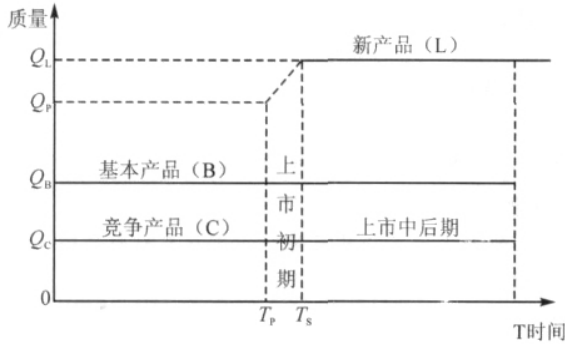 质量
新产品（L）
Q_L
Q_P
基本产品（B）
上市初期
Q_B
竞争产品（C）
上市中后期
Q_C
0
T_P
T_S
T时间